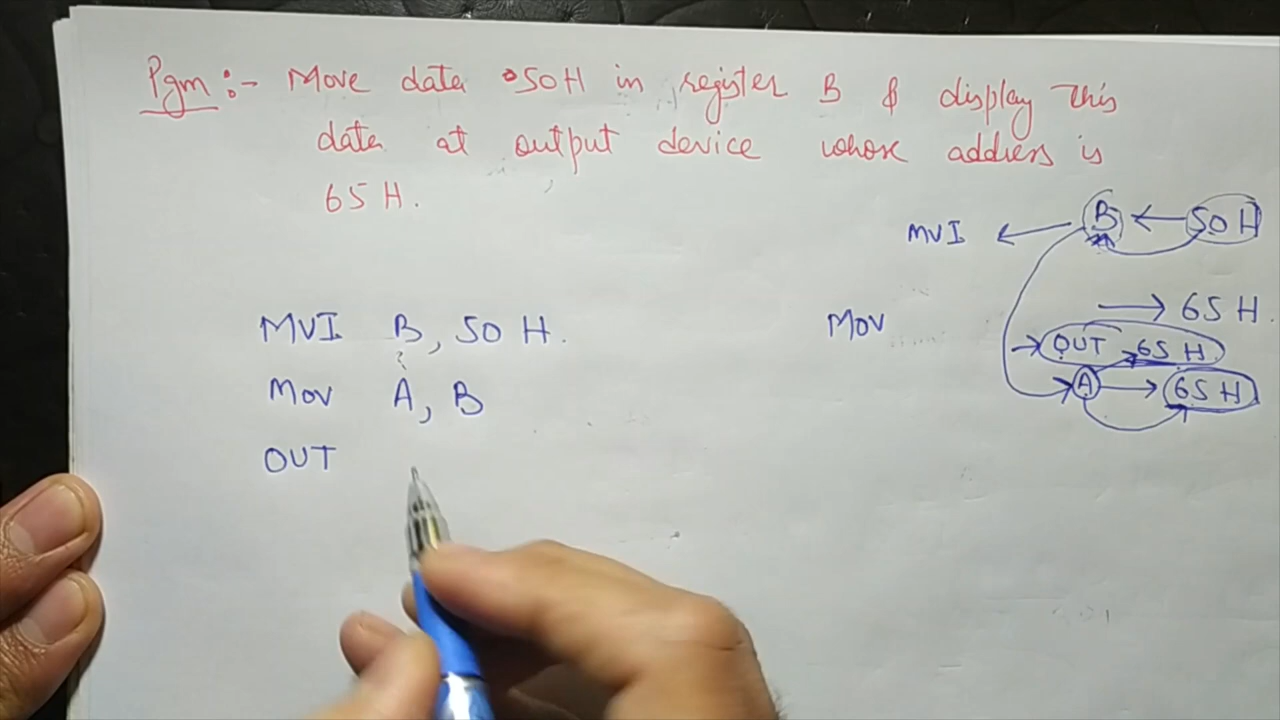 Pgm :- Move data 50H in register B & display this
data at output device whose address is
65 H.
MVI B, 50 H.
Mov A, B
OUT
MVI ← B ← 50 H
Mov → 65 H.
→ OUT 65 H
A → 65 H